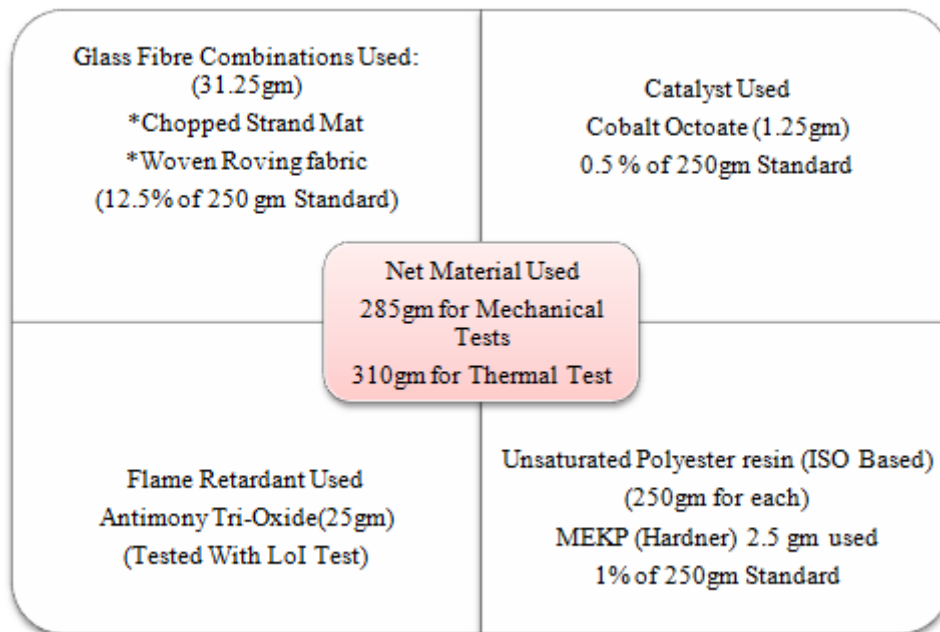 Glass Fibre Combinations Used:
(31.25gm)
*Chopped Strand Mat
*Woven Roving fabric
(12.5% of 250 gm Standard)
Catalyst Used
Cobalt Octoate (1.25gm)
0.5 % of 250gm Standard
Net Material Used
285gm for Mechanical
Tests
310gm for Thermal Test
Flame Retardant Used
Antimony Tri-Oxide(25gm)
(Tested With LoI Test)
Unsaturated Polyester resin (ISO Based)
(250gm for each)
MEKP (Hardner) 2.5 gm used
1% of 250gm Standard